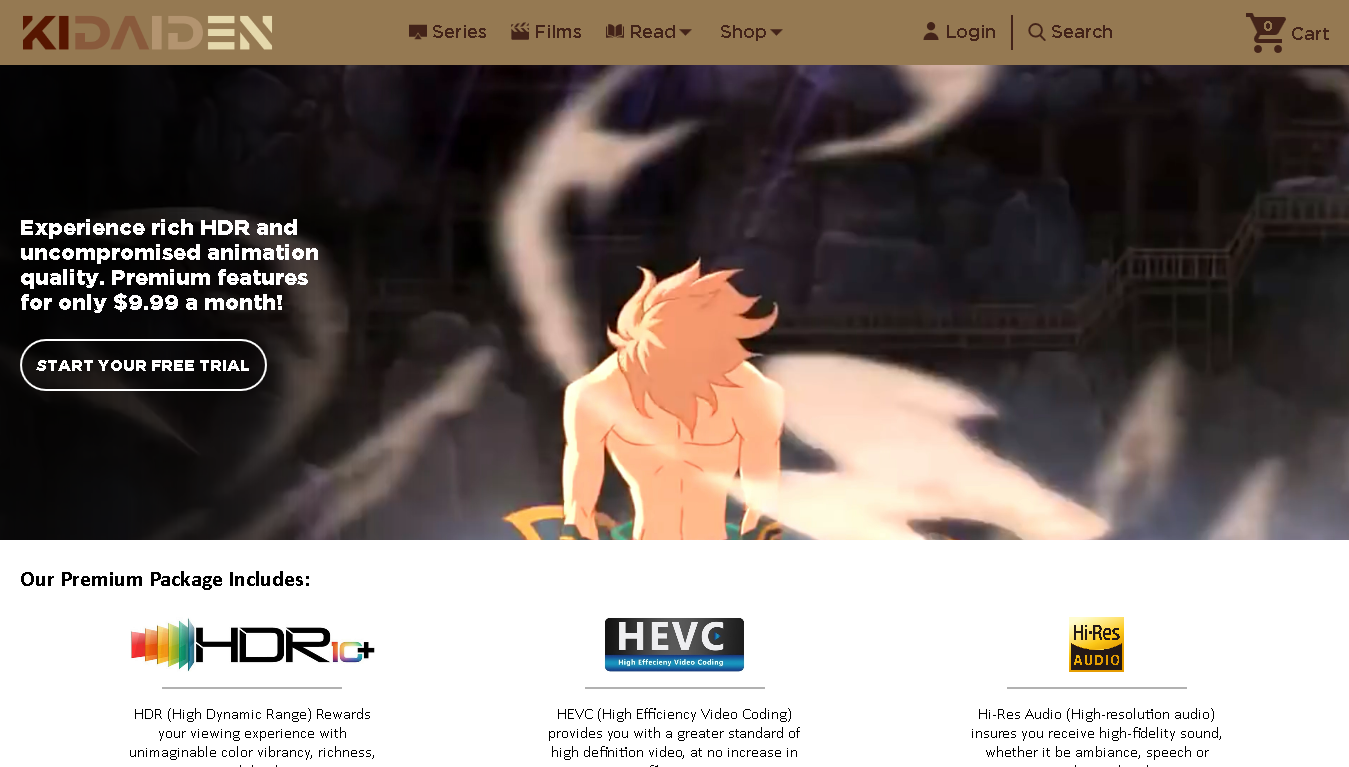 KIDAIDEN
Series
Films
Read
Shop
Login
Search
0
Cart
Experience rich HDR and
uncompromised animation
quality. Premium features
for only $9.99 a month!
START YOUR FREE TRIAL
Our Premium Package Includes:
HDR10+
HDR (High Dynamic Range) Rewards
your viewing experience with
unimaginable color vibrancy, richness,
HEVC
High Effecieny Video Coding
HEVC (High Efficiency Video Coding)
provides you with a greater standard of
high definition video, at no increase in
Hi-Res
AUDIO
Hi-Res Audio (High-resolution audio)
insures you receive high-fidelity sound,
whether it be ambiance, speech or